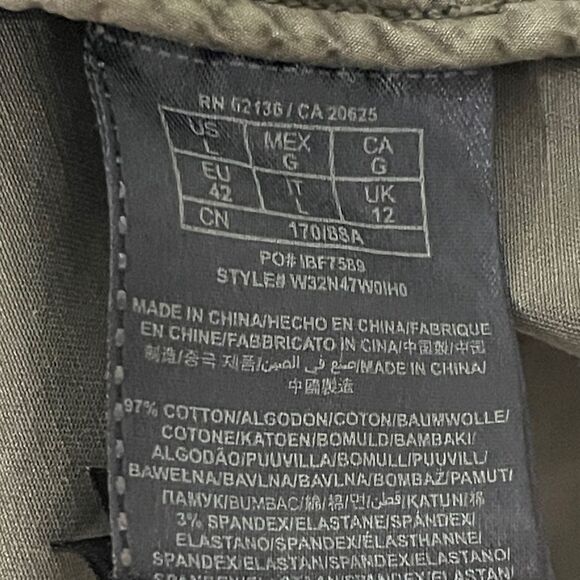 RN 62136 / CA 20625
US MEX CA
L G G
EU IT UK
42 L 12
CN 170/88A
PO# IBF7589
STYLE# W32N47W0IH0
MADE IN CHINA/HECHO EN CHINA/FABRIQUE
EN CHINE/FABBRICATO IN CINA/中国製/中国
制造/중국 제품/صنع في الصين/MADE IN CHINA/
中國製造
97% COTTON/ALGODON/COTON/BAUMWOLLE/
COTONE/KATOEN/BOMULD/BAMBAKI/
ALGODÃO/PUUVILLA/BOMULL/PUUVILL/
BAWEŁNA/BAVLNA/BAVLNA/BOMBAŽ/PAMUT/
ПАМУК/BUMBAC/綿/棉/면/قطن/KATUN/棉
3% SPANDEX/ELASTANE/SPÁNDEX/
ELASTANO/SPANDEX/ÉLASTHANNE/
SPANDEX/ELASTAN/SPANDEX/